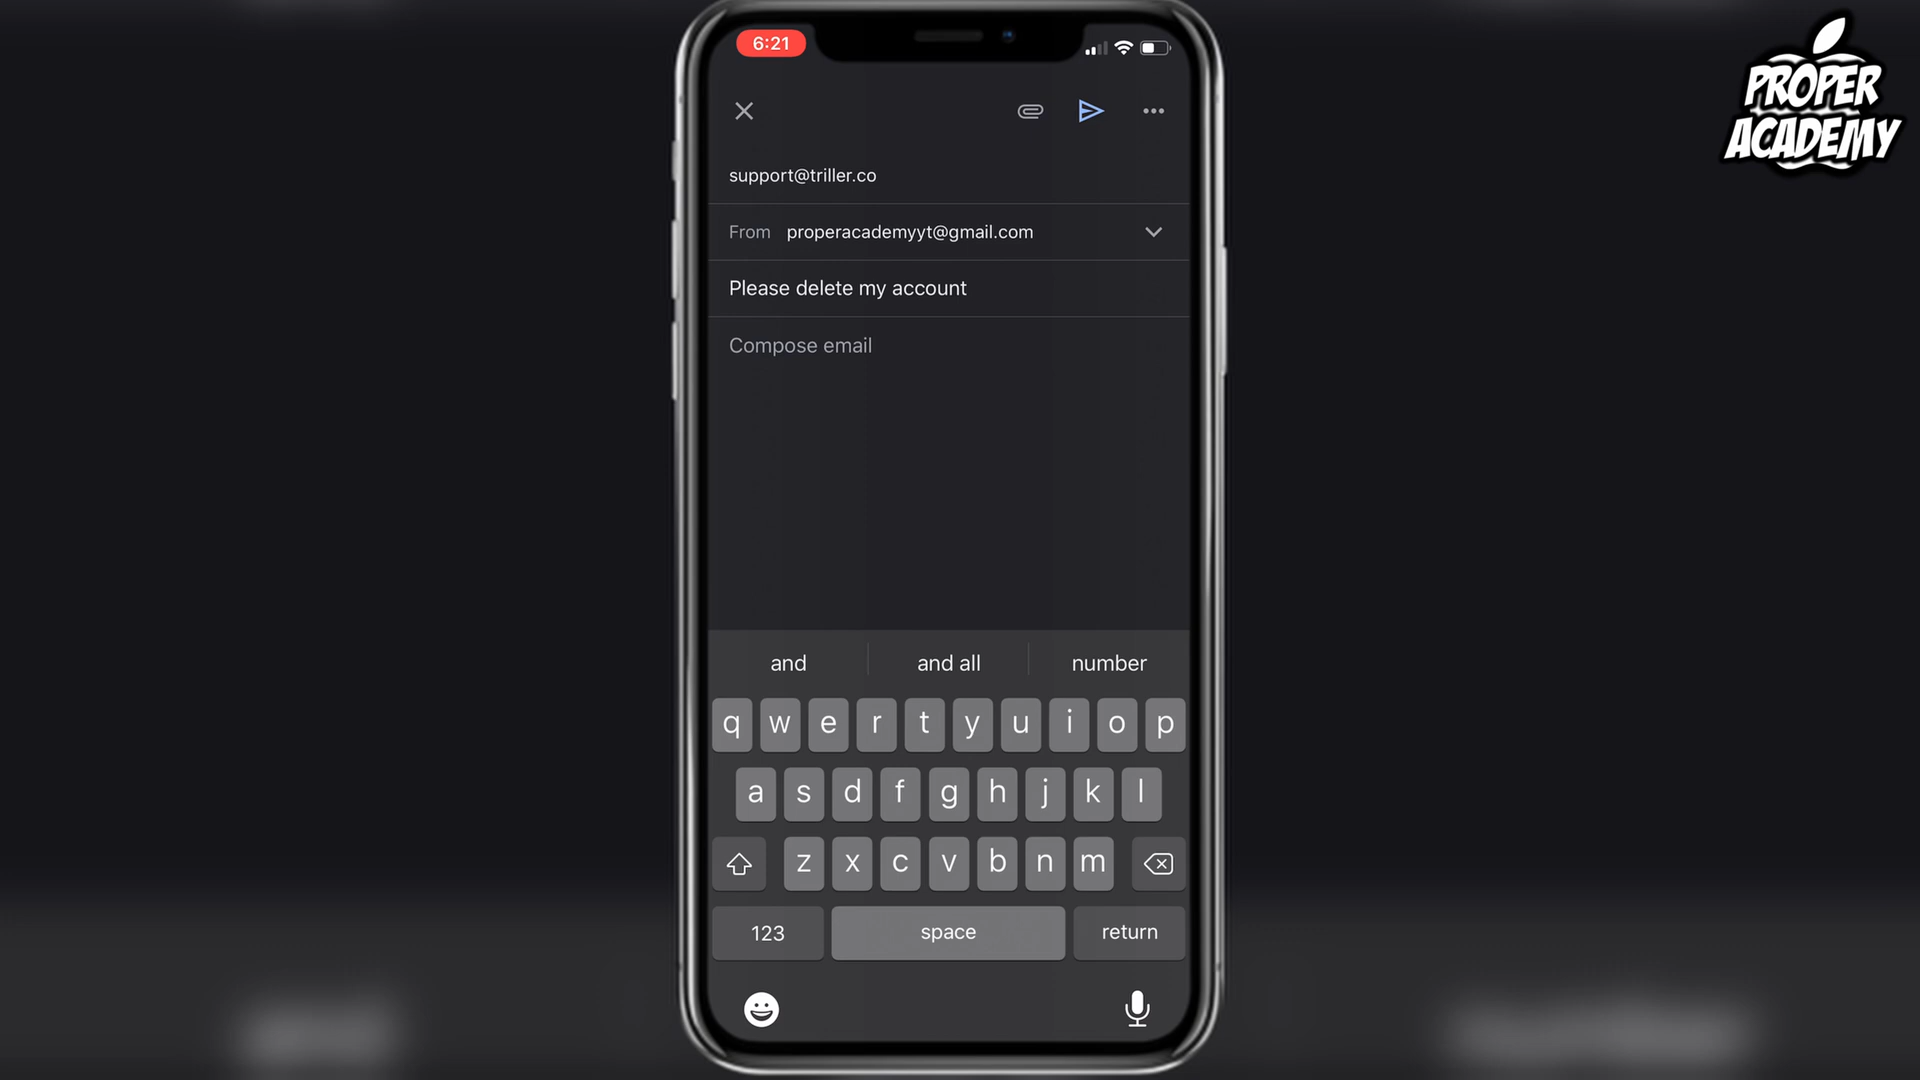 6:21
PROPER
ACADEMY
support@triller.co
From properacademyyt@gmail.com
Please delete my account
Compose email
and and all number
q w e r t y u i o p
a s d f g h j k l
z x c v b n m
123 space return